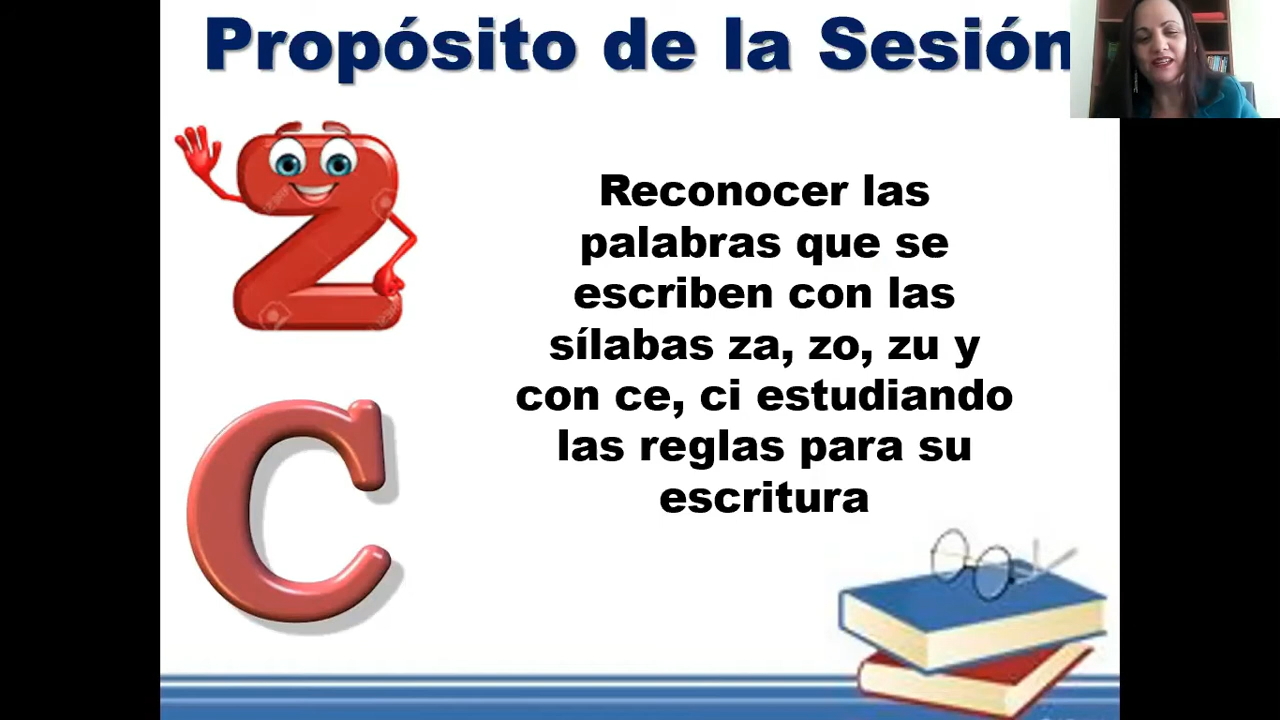 Propósito de la Sesión
Reconocer las
palabras que se
escriben con las
sílabas za, zo, zu y
con ce, ci estudiando
las reglas para su
escritura
Z
C